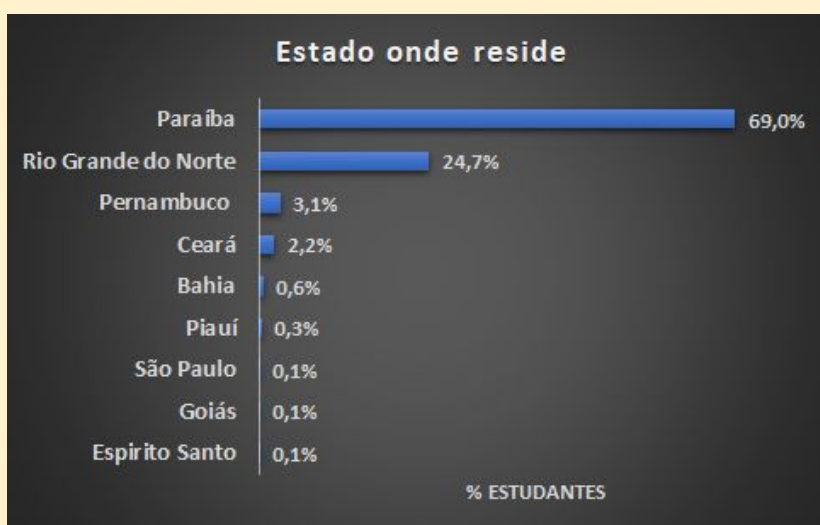 Estado onde reside
Paraíba 69,0%
Rio Grande do Norte 24,7%
Pernambuco 3,1%
Ceará 2,2%
Bahia 0,6%
Piauí 0,3%
São Paulo 0,1%
Goiás 0,1%
Espirito Santo 0,1%
% ESTUDANTES